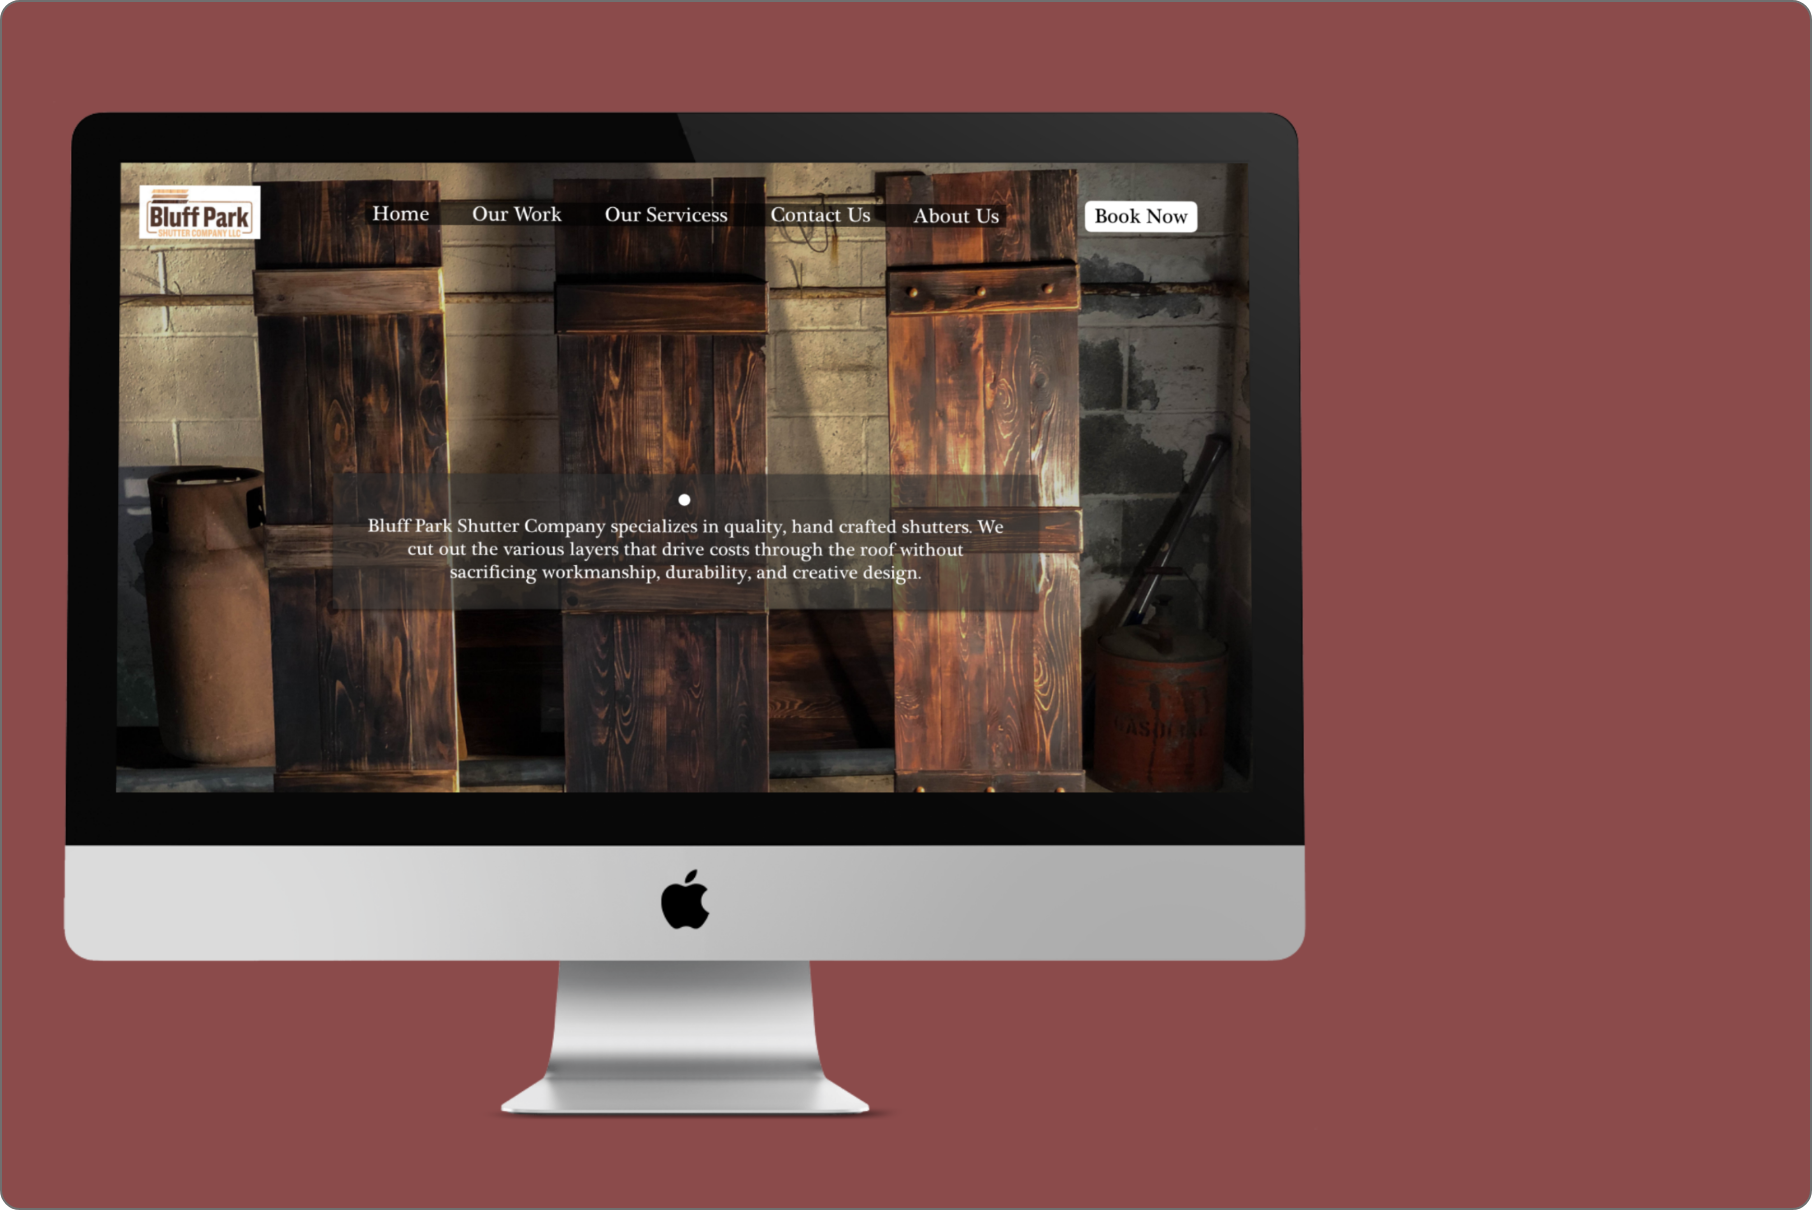 Bluff Park
SHUTTER COMPANY LLC
Home
Our Work
Our Servicess
Contact Us
About Us
Book Now
Bluff Park Shutter Company specializes in quality, hand crafted shutters. We
cut out the various layers that drive costs through the roof without
sacrificing workmanship, durability, and creative design.
GASOLINE